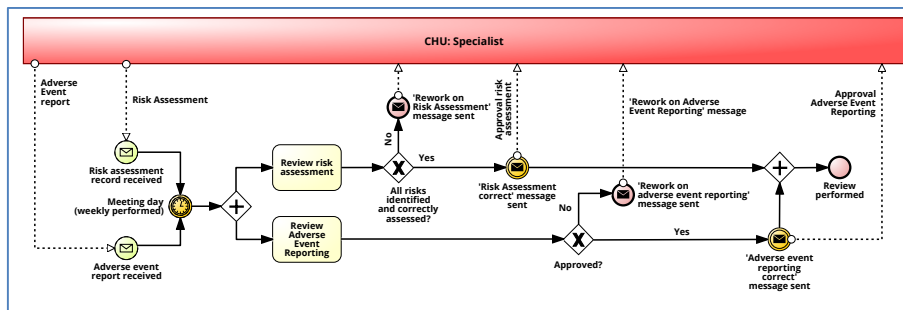 CHU: Specialist
Adverse
Event
report
Risk Assessment
'Rework on
Risk Assessment'
message sent
Approval risk
assessment
'Rework on Adverse
Event Reporting' message
Approval
Adverse Event
Reporting
No
Risk assessment
record received
Review risk
assessment
Yes
All risks
identified
and correctly
assessed?
'Risk Assessment
correct' message
sent
Review
performed
Meeting day
(weekly performed)
No
'Rework on
adverse event reporting'
message sent
Review
Adverse
Event
Reporting
Adverse event
report received
Approved?
Yes
'Adverse event
reporting
correct' message sent